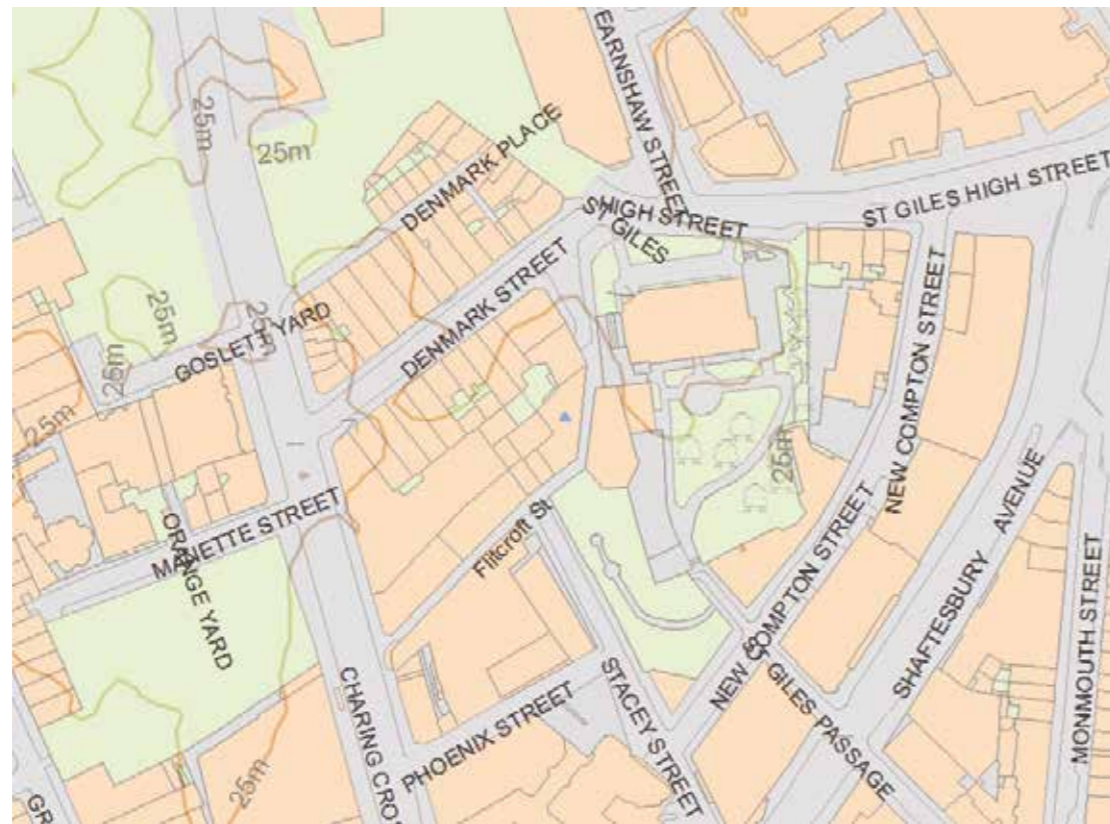 EARNSHAW STREET
25m
25m
DENMARK PLACE
HIGH STREET
ST GILES
ST GILES HIGH STREET
25m
25m
GOSLETT YARD
DENMARK STREET
25m
25m
NEW COMPTON STREET
25m
MANETTE STREET
ORANGE YARD
Flitcroft St
AVENUE
SHAFTESBURY
NEW COMPTON STREET
MONMOUTH STREET
CHARING CROS
PHOENIX STREET
STACEY STREET
S GILES PASSAGE
25m
GR